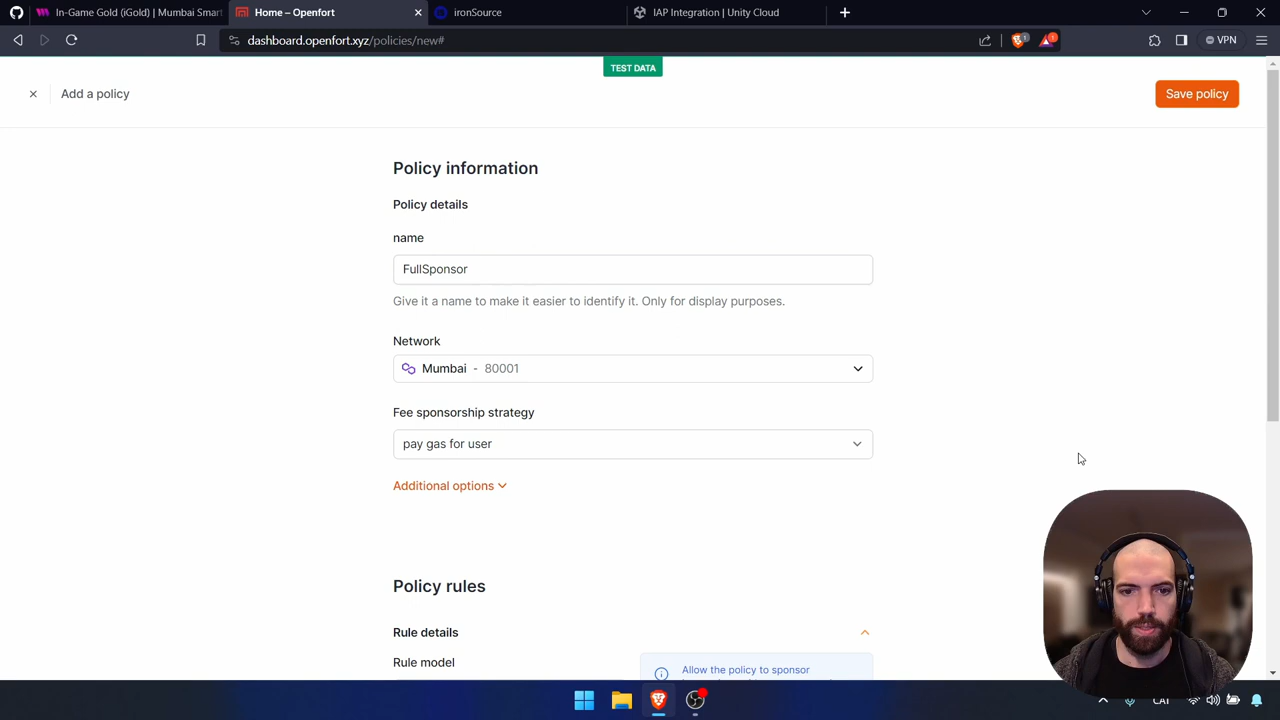 In-Game Gold (iGold) | Mumbai Smart
Home – Openfort
ironSource
IAP Integration | Unity Cloud
dashboard.openfort.xyz/policies/new#
1
1
VPN
TEST DATA
Add a policy
Save policy
Policy information
Policy details
name
FullSponsor
Give it a name to make it easier to identify it. Only for display purposes.
Network
Mumbai - 80001
Fee sponsorship strategy
pay gas for user
Additional options
Policy rules
Rule details
Rule model
Allow the policy to sponsor
CAT